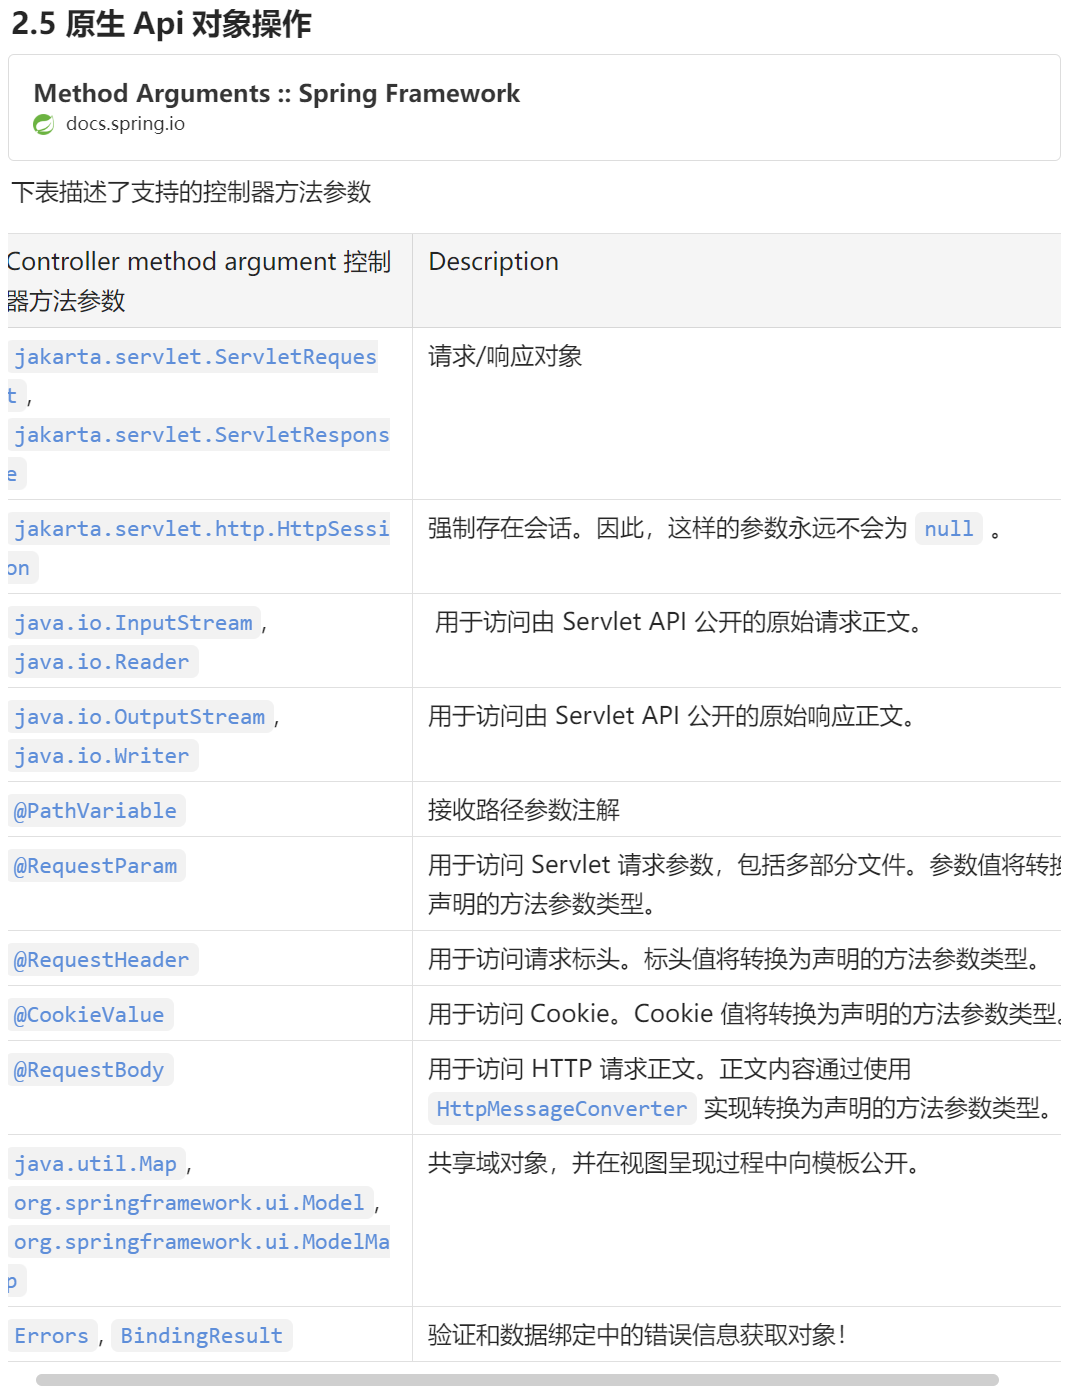 2.5 原生 Api 对象操作
Method Arguments :: Spring Framework
docs.spring.io
下表描述了支持的控制器方法参数
Controller method argument 控制
器方法参数
Description
jakarta.servlet.ServletReques
t,
jakarta.servlet.ServletRespons
e
请求/响应对象
jakarta.servlet.http.HttpSessi
on
强制存在会话。因此，这样的参数永远不会为 null 。
java.io.InputStream,
java.io.Reader
用于访问由 Servlet API 公开的原始请求正文。
java.io.OutputStream,
java.io.Writer
用于访问由 Servlet API 公开的原始响应正文。
@PathVariable
接收路径参数注解
@RequestParam
用于访问 Servlet 请求参数，包括多部分文件。参数值将转换
声明的方法参数类型。
@RequestHeader
用于访问请求标头。标头值将转换为声明的方法参数类型。
@CookieValue
用于访问 Cookie。Cookie 值将转换为声明的方法参数类型。
@RequestBody
用于访问 HTTP 请求正文。正文内容通过使用
HttpMessageConverter 实现转换为声明的方法参数类型。
java.util.Map,
org.springframework.ui.Model,
org.springframework.ui.ModelMa
p
共享域对象，并在视图呈现过程中向模板公开。
Errors, BindingResult
验证和数据绑定中的错误信息获取对象！